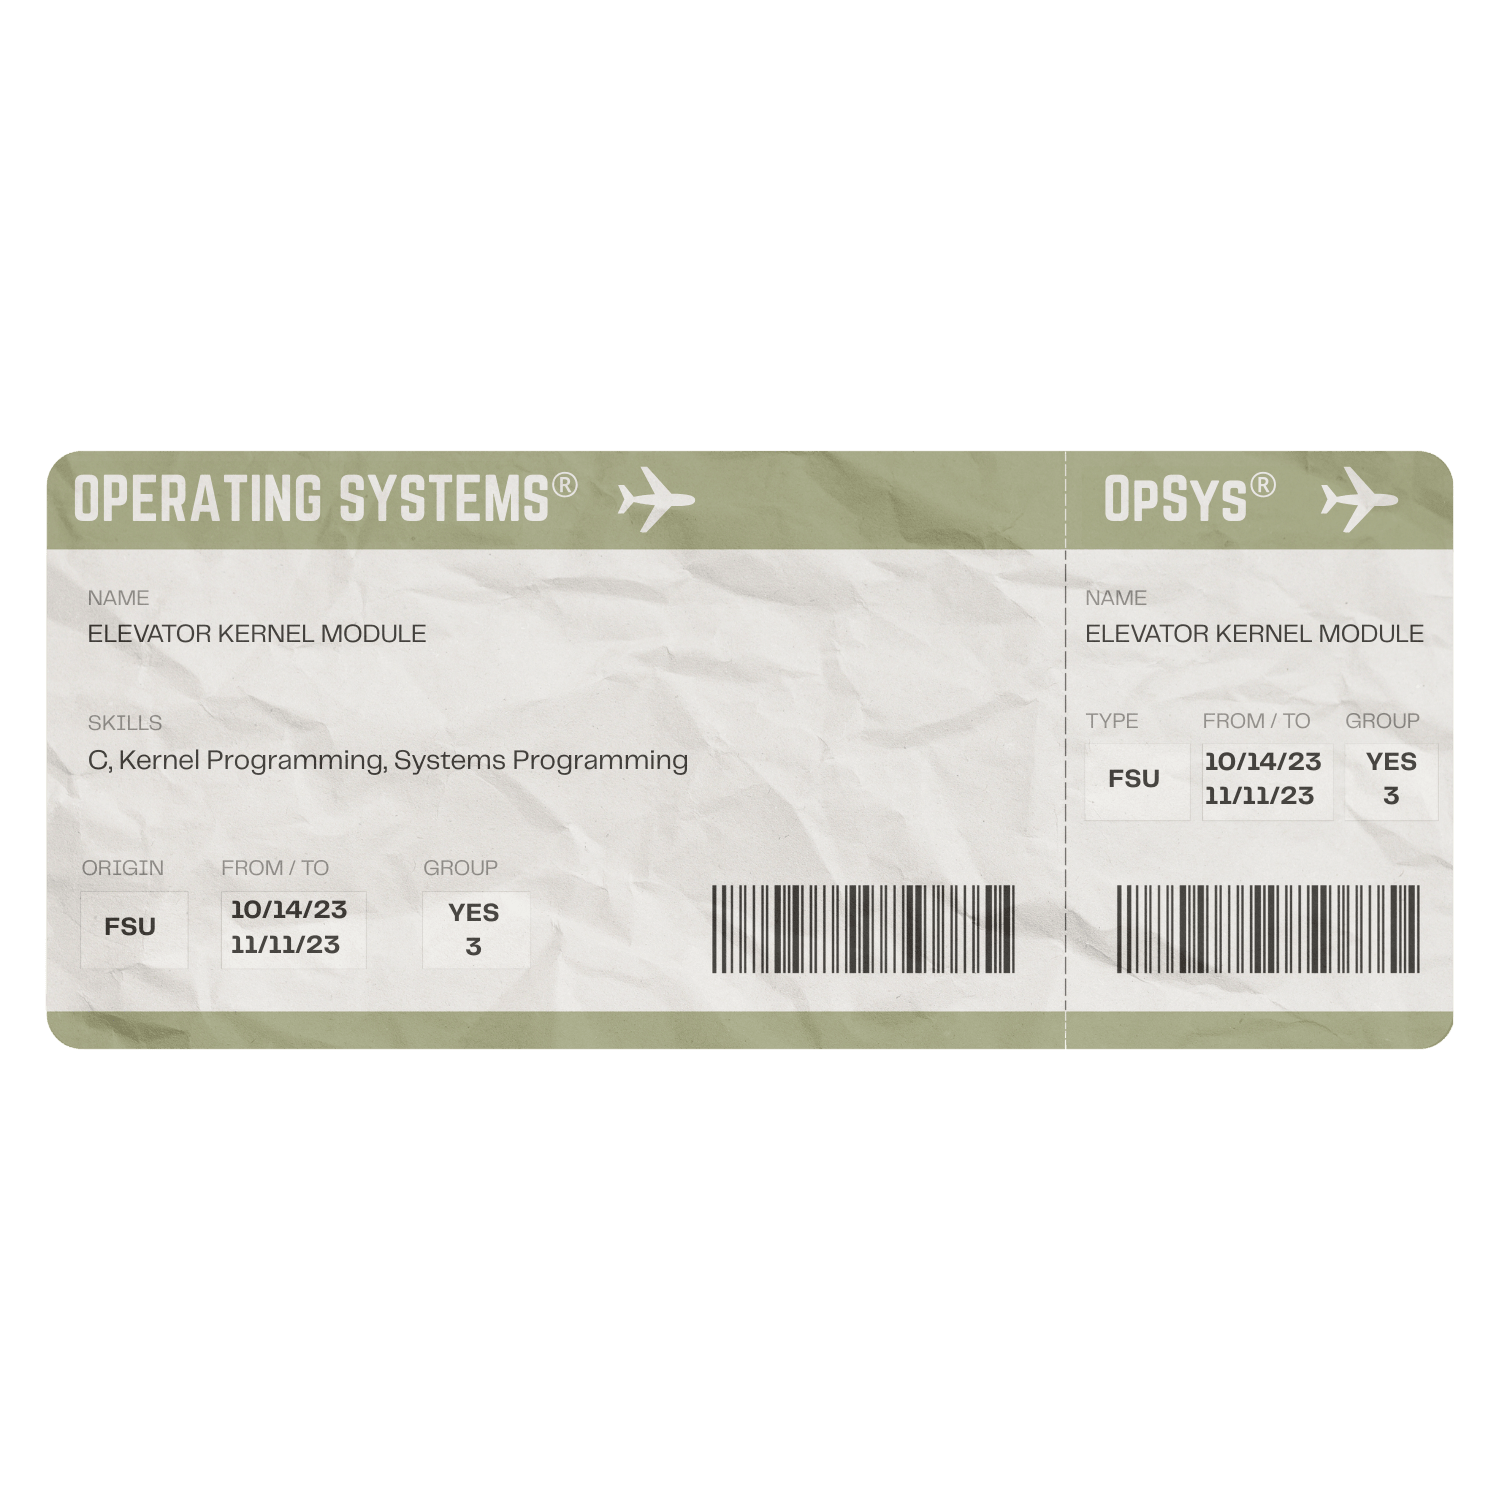 OPERATING SYSTEMS®
NAME
ELEVATOR KERNEL MODULE
SKILLS
C, Kernel Programming, Systems Programming
ORIGIN FROM / TO GROUP
FSU 10/14/23 YES
11/11/23 3
OpSys®
NAME
ELEVATOR KERNEL MODULE
TYPE FROM / TO GROUP
FSU 10/14/23 YES
11/11/23 3